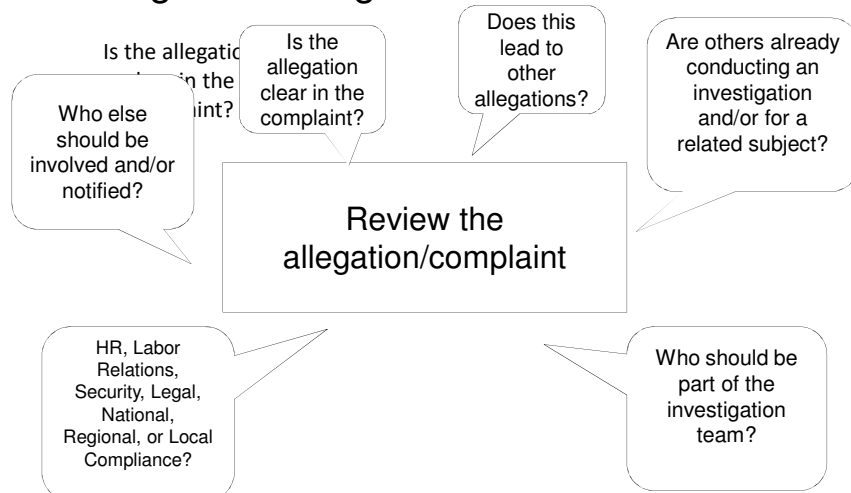 Is the
allegation
clear in the
complaint?
Does this
lead to
other
allegations?
Are others already
conducting an
investigation
and/or for a
related subject?
Is the
in the
Who else
should be
involved and/or
notified?
Review the
allegation/complaint
HR, Labor
Relations,
Security, Legal,
National,
Regional, or Local
Compliance?
Who should be
part of the
investigation
team?